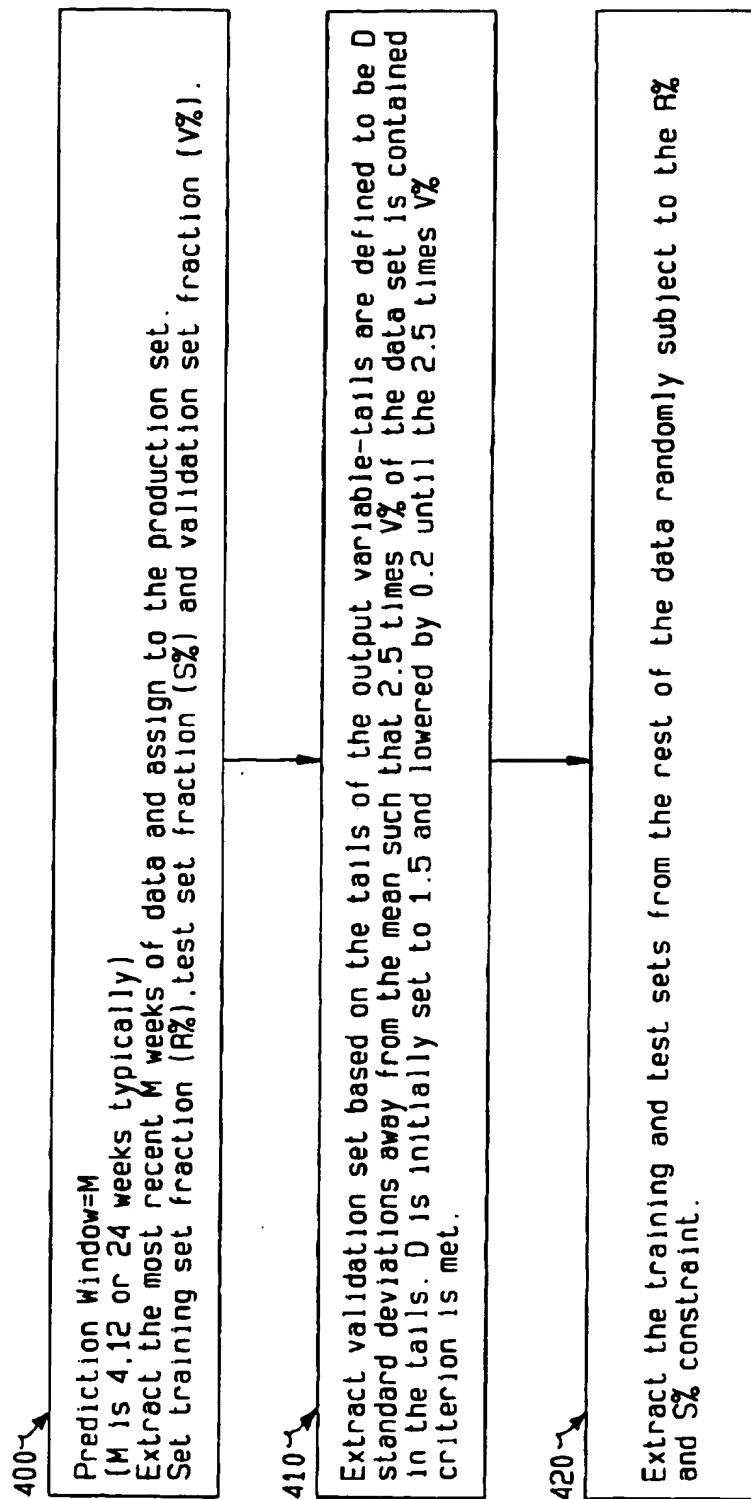 400
Prediction Window=M
(M is 4,12 or 24 weeks typically)
Extract the most recent M weeks of data and assign to the production set.
Set training set fraction (R%),test set fraction (S%) and validation set fraction (V%).
410
Extract validation set based on the tails of the output variable-tails are defined to be D
standard deviations away from the mean such that 2.5 times V% of the data set is contained
in the tails. D is initially set to 1.5 and lowered by 0.2 until the 2.5 times V%
criterion is met.
420
Extract the training and test sets from the rest of the data randomly subject to the R%
and S% constraint.